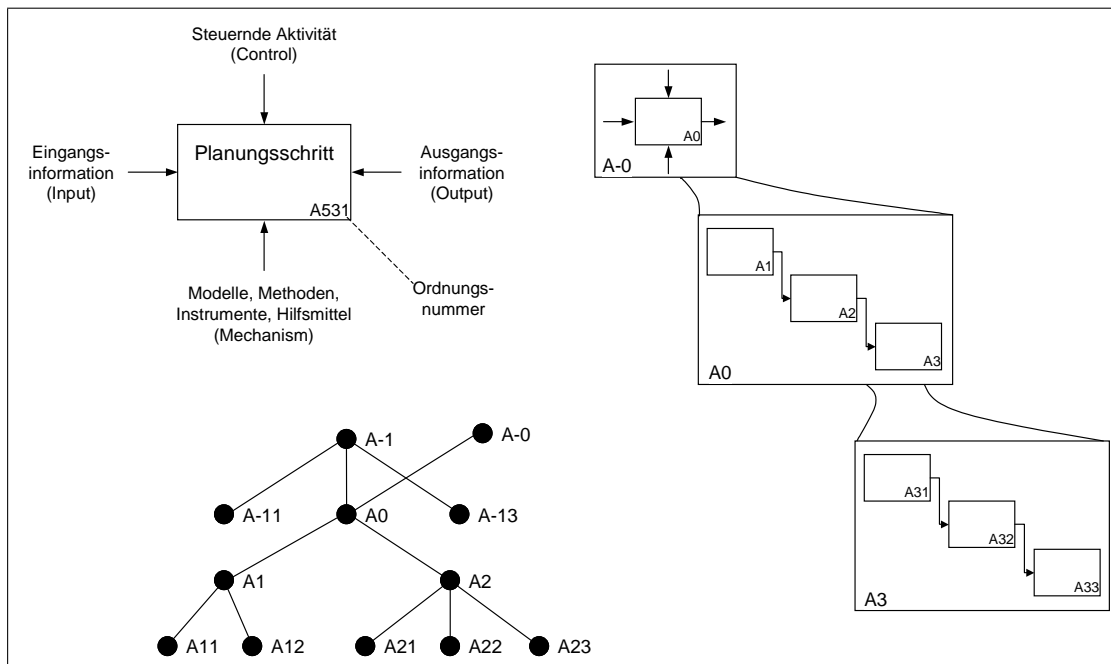 Steuernde Aktivität
(Control)
Eingangs-
information
(Input)
Planungsschritt
A531
Ausgangs-
information
(Output)
Modelle, Methoden,
Instrumente, Hilfsmittel
(Mechanism)
Ordnungs-
nummer
A0
A-0
A1
A2
A3
A0
A31
A32
A33
A3
A-1
A-0
A-11
A0
A-13
A1
A2
A11
A12
A21
A22
A23